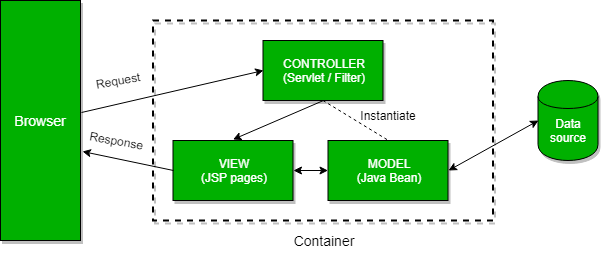 CONTROLLER
(Servlet / Filter)
Request
Instantiate
Browser
Data
source
Response
VIEW
(JSP pages)
MODEL
(Java Bean)
Container